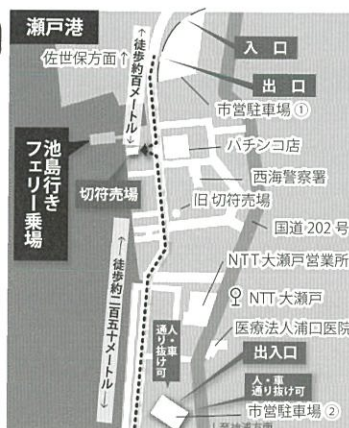 瀬戸港
佐世保方面↑
←徒歩約百メートル→
入口
出口
市営駐車場①
パチンコ店
西海警察署
旧切符売場
切符売場
池島行き
フェリー乗場
国道202号
NTT大瀬戸営業所
NTT大瀬戸
医療法人浦口医院
←徒歩約二百五十メートル→
人・車
通り抜け可
出入口
人・車
通り抜け可
市営駐車場②